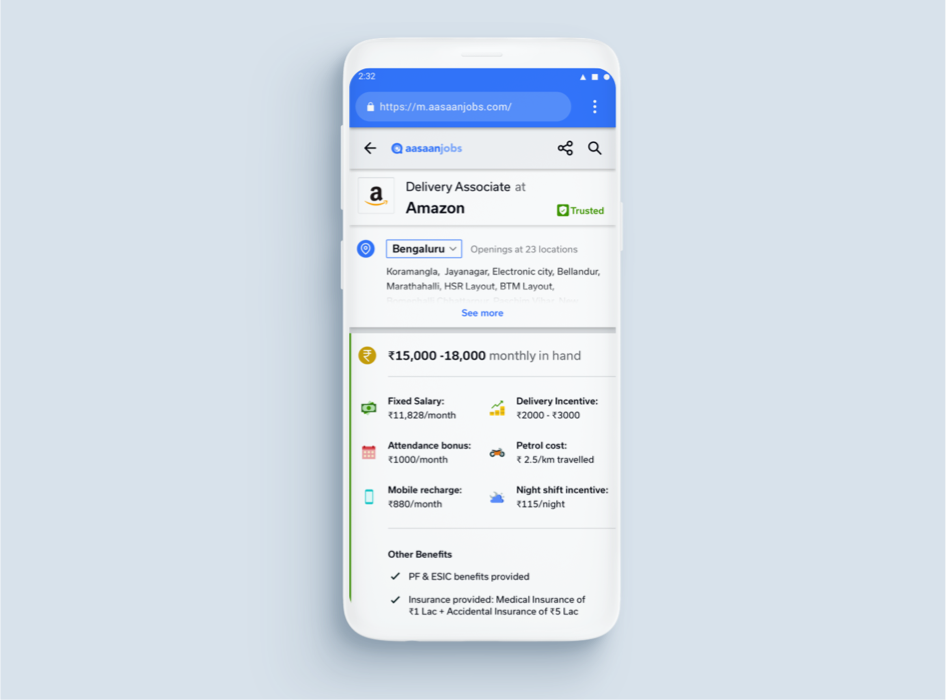 2:32
https://m.aasaanjobs.com/
aasaanjobs
a
Delivery Associate at
Amazon
Trusted
Bengaluru Openings at 23 locations
Koramangla, Jayanagar, Electronic city, Bellandur,
Marathahalli, HSR Layout, BTM Layout,
See more
₹15,000 -18,000 monthly in hand
Fixed Salary:
₹11,828/month
Delivery Incentive:
₹2000 - ₹3000
Attendance bonus:
₹1000/month
Petrol cost:
₹ 2.5/km travelled
Mobile recharge:
₹880/month
Night shift incentive:
₹115/night
Other Benefits
PF & ESIC benefits provided
Insurance provided: Medical Insurance of
₹1 Lac + Accidental Insurance of ₹5 Lac